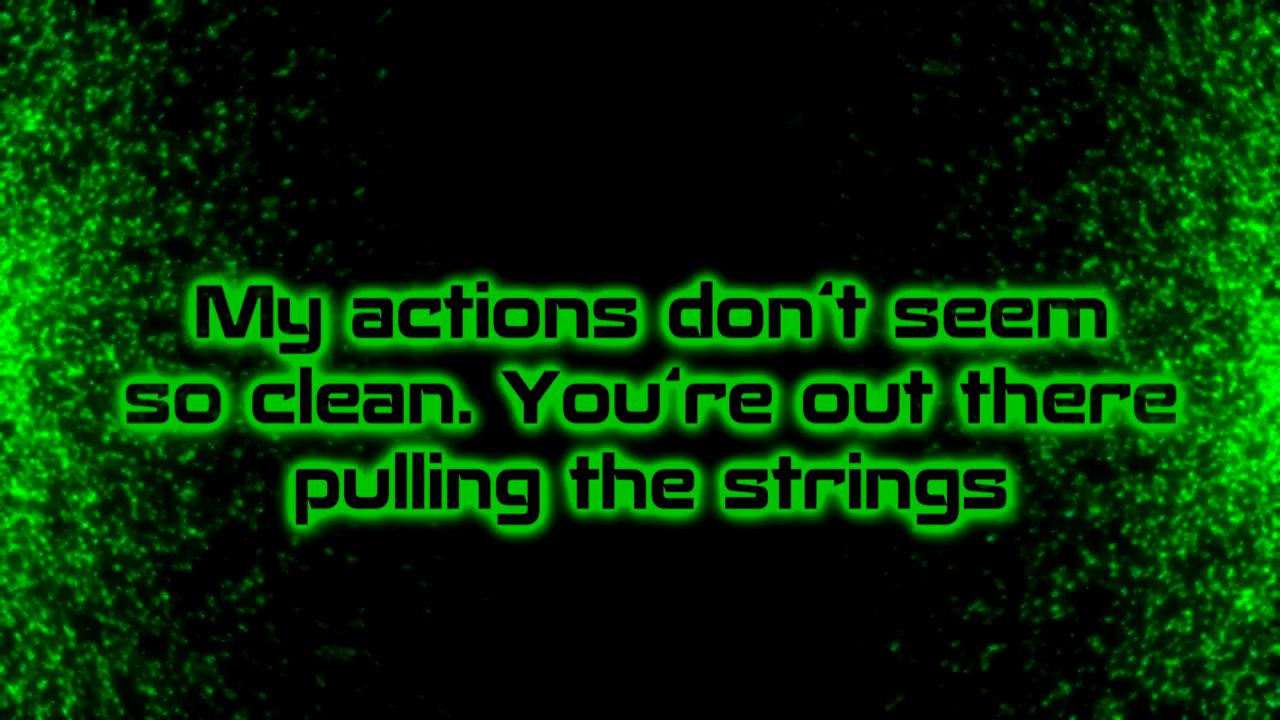 My actions don‘t seem
so clean. You‘re out there
pulling the strings